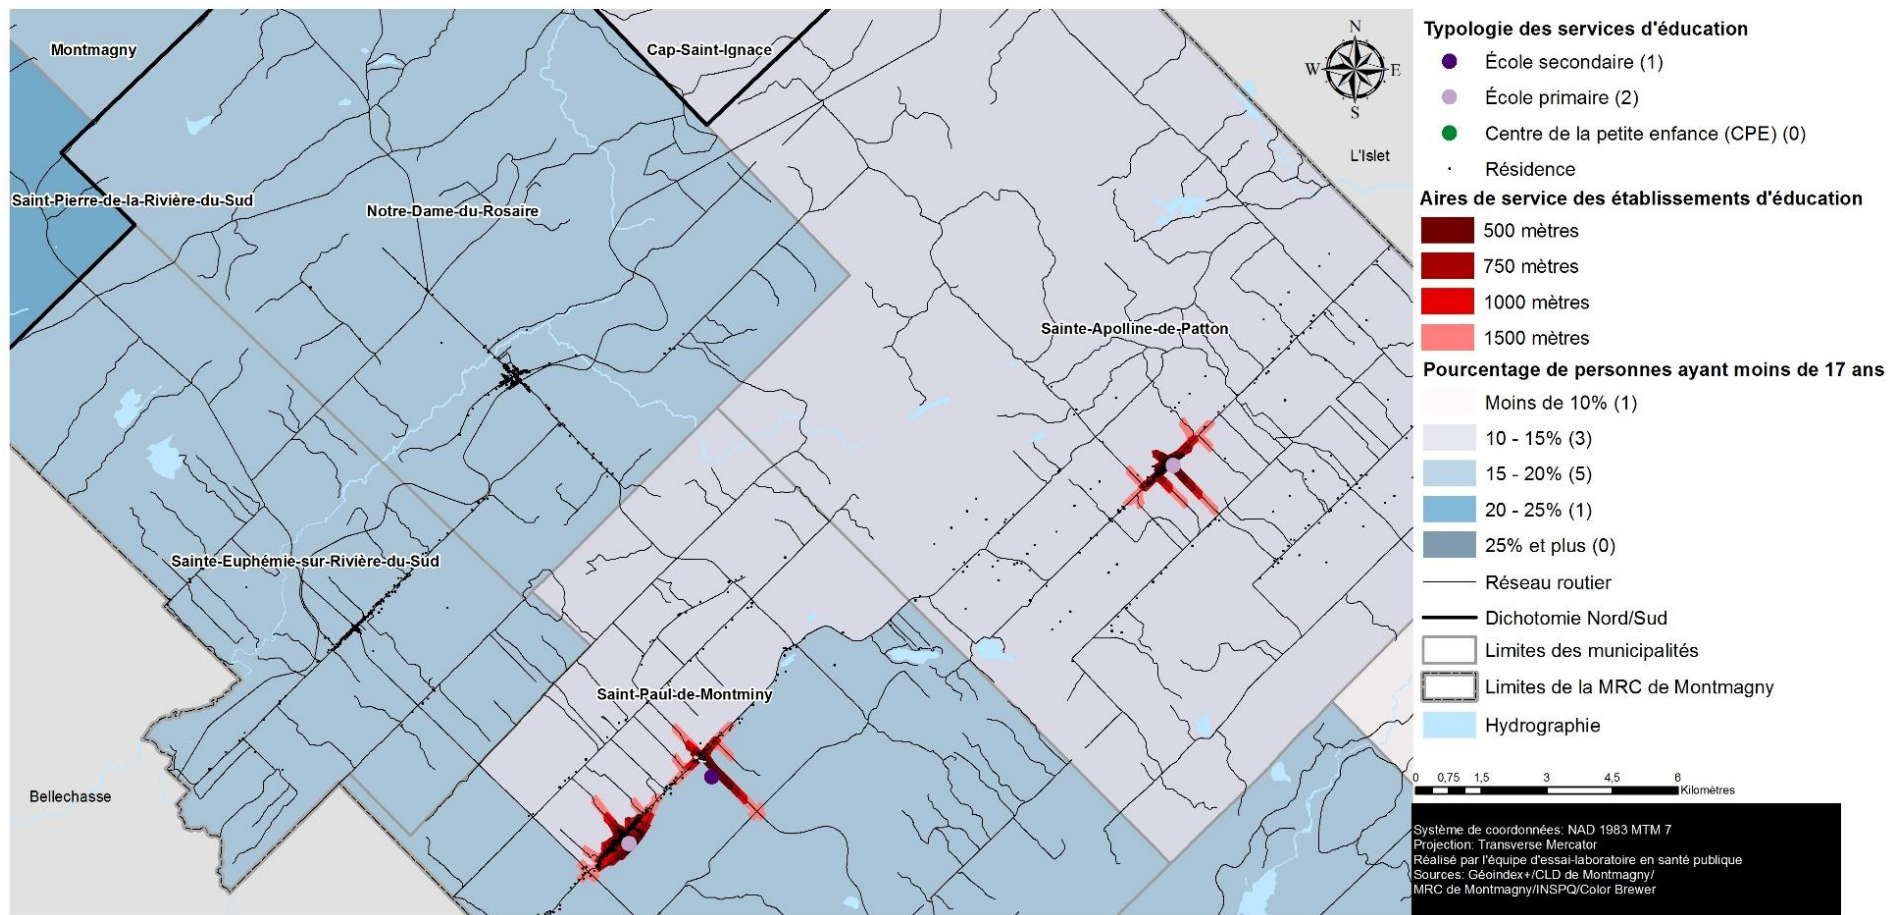 Montmagny
Cap-Saint-Ignace
N
W
E
S
L'Islet
Saint-Pierre-de-la-Rivière-du-Sud
Notre-Dame-du-Rosaire
Sainte-Apolline-de-Patton
Sainte-Euphémie-sur-Rivière-du-Sud
Saint-Paul-de-Montminy
Bellechasse
Typologie des services d'éducation
École secondaire (1)
École primaire (2)
Centre de la petite enfance (CPE) (0)
Résidence
Aires de service des établissements d'éducation
500 mètres
750 mètres
1000 mètres
1500 mètres
Pourcentage de personnes ayant moins de 17 ans
Moins de 10% (1)
10 - 15% (3)
15 - 20% (5)
20 - 25% (1)
25% et plus (0)
Réseau routier
Dichotomie Nord/Sud
Limites des municipalités
Limites de la MRC de Montmagny
Hydrographie
0 0,75 1,5 3 4,5 6
Kilomètres
Système de coordonnées: NAD 1983 MTM 7
Projection: Transverse Mercator
Réalisé par l'équipe d'essai-laboratoire en santé publique
Sources: Géoindex+/CLD de Montmagny/
MRC de Montmagny/INSPQ/Color Brewer